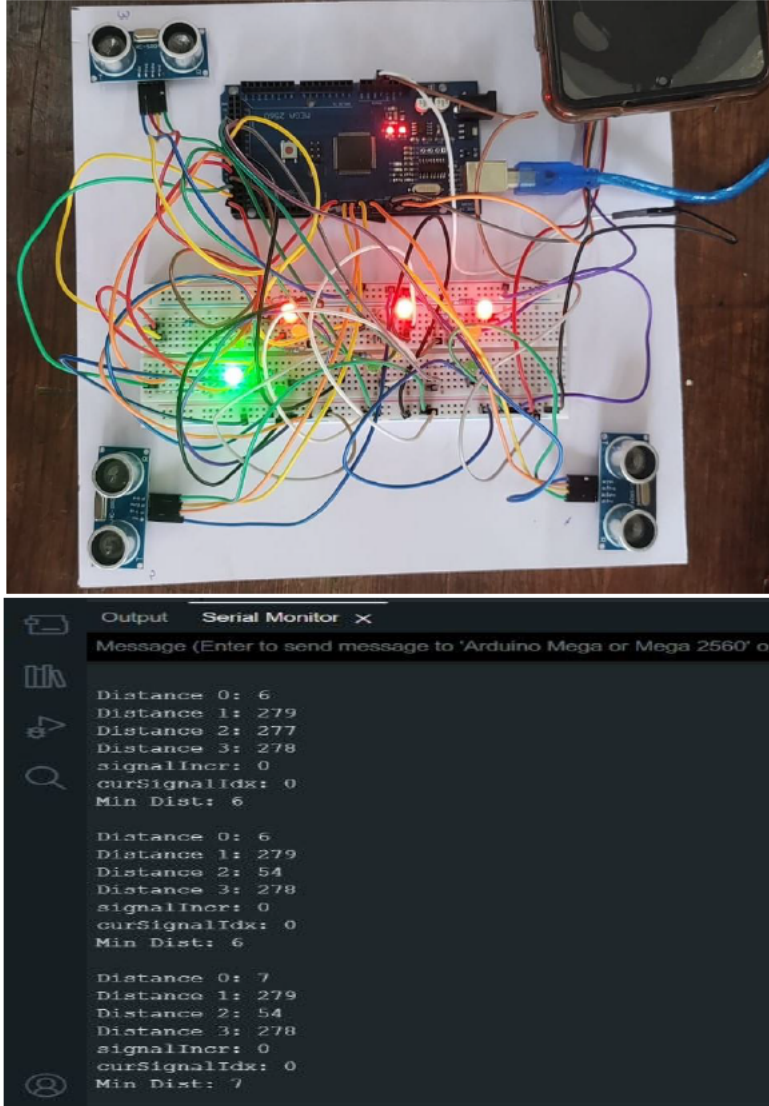 MEGA 2560
Output Serial Monitor X
Message (Enter to send message to 'Arduino Mega or Mega 2560' o
Distance 0: 6
Distance 1: 279
Distance 2: 277
Distance 3: 278
signalIncr: 0
curSignalIdx: 0
Min Dist: 6
Distance 0: 6
Distance 1: 279
Distance 2: 54
Distance 3: 278
signalIncr: 0
curSignalIdx: 0
Min Dist: 6
Distance 0: 7
Distance 1: 279
Distance 2: 54
Distance 3: 278
signalIncr: 0
curSignalIdx: 0
Min Dist: 7